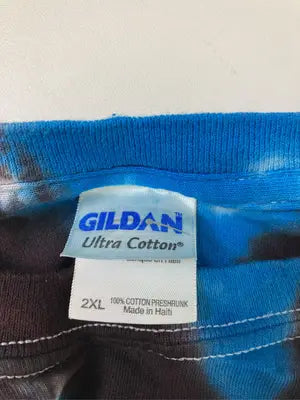 GILDAN
Ultra Cotton®
2XL
100% COTTON PRESHRUNK
Made in Haiti